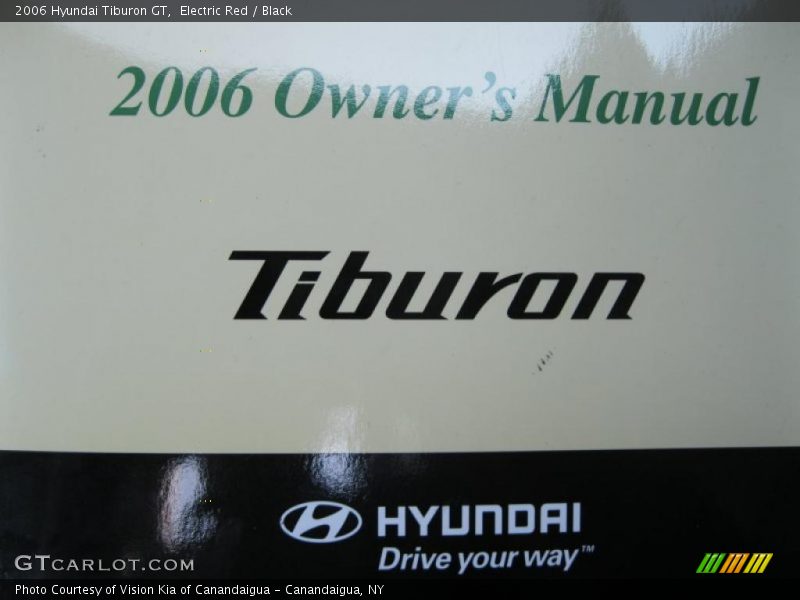 2006 Hyundai Tiburon GT,  Electric Red / Black
2006 Owner's Manual
Tiburon
HYUNDAI
Drive your way™
GTCARLOT.COM
Photo Courtesy of Vision Kia of Canandaigua - Canandaigua, NY